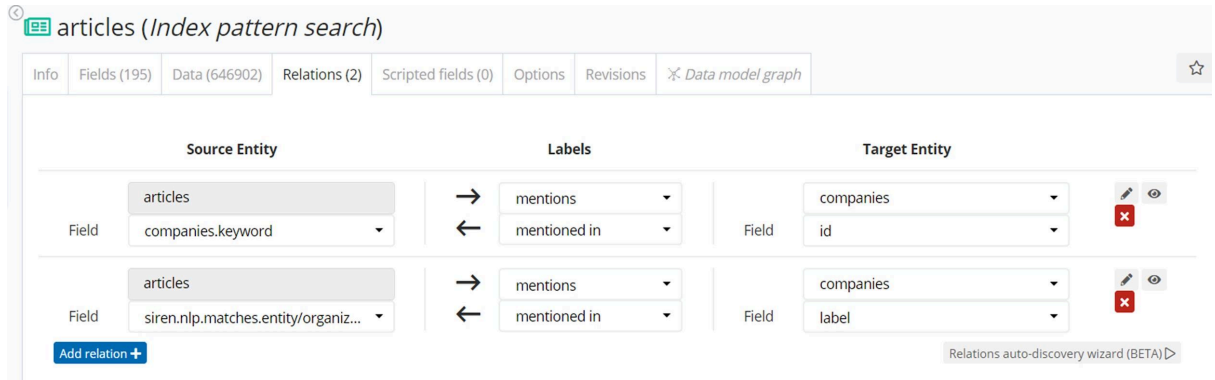 articles (Index pattern search)
Info Fields (195) Data (646902) Relations (2) Scripted fields (0) Options Revisions Data model graph
Source Entity Labels Target Entity
articles → mentions companies
Field companies.keyword ← mentioned in Field id
articles → mentions companies
Field siren.nlp.matches.entity/organiz... ← mentioned in Field label
Add relation + Relations auto-discovery wizard (BETA)